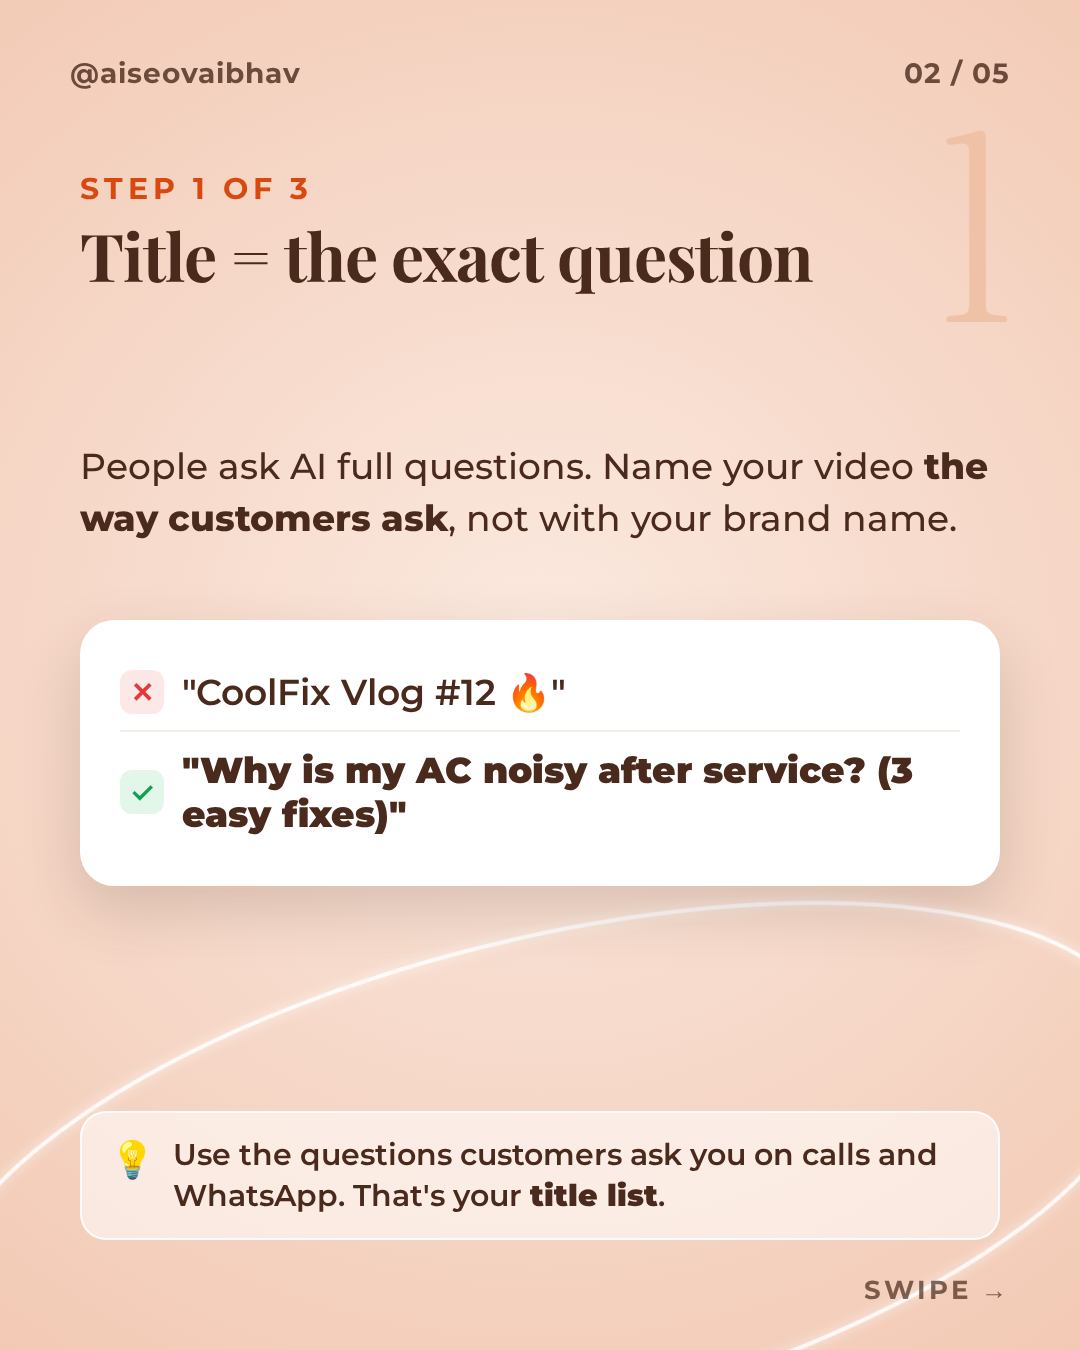 @aiseovaibhav
02 / 05
STEP 1 OF 3
1
Title = the exact question
People ask AI full questions. Name your video the
way customers ask, not with your brand name.
✕ "CoolFix Vlog #12 🔥"
✓ "Why is my AC noisy after service? (3
easy fixes)"
💡 Use the questions customers ask you on calls and
WhatsApp. That's your title list.
SWIPE →